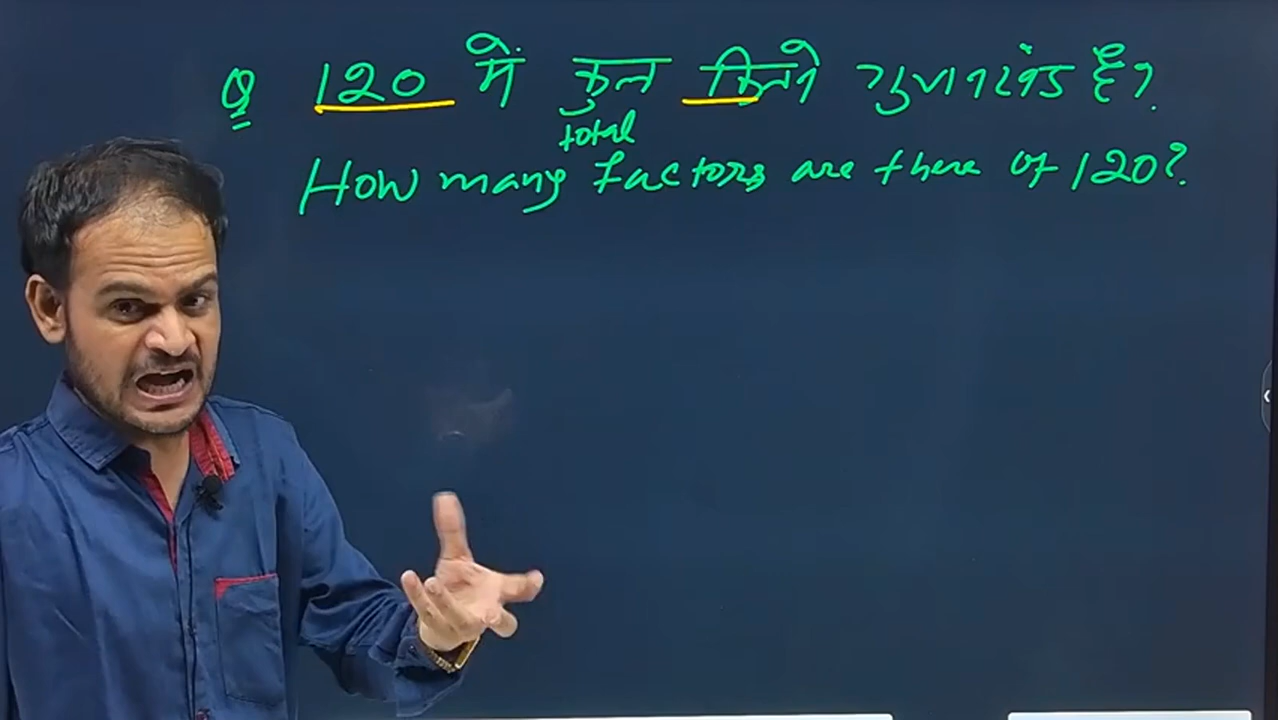 Q 120 में कुल कितने गुणनखंड हैं?
total
How many factors are there of 120?